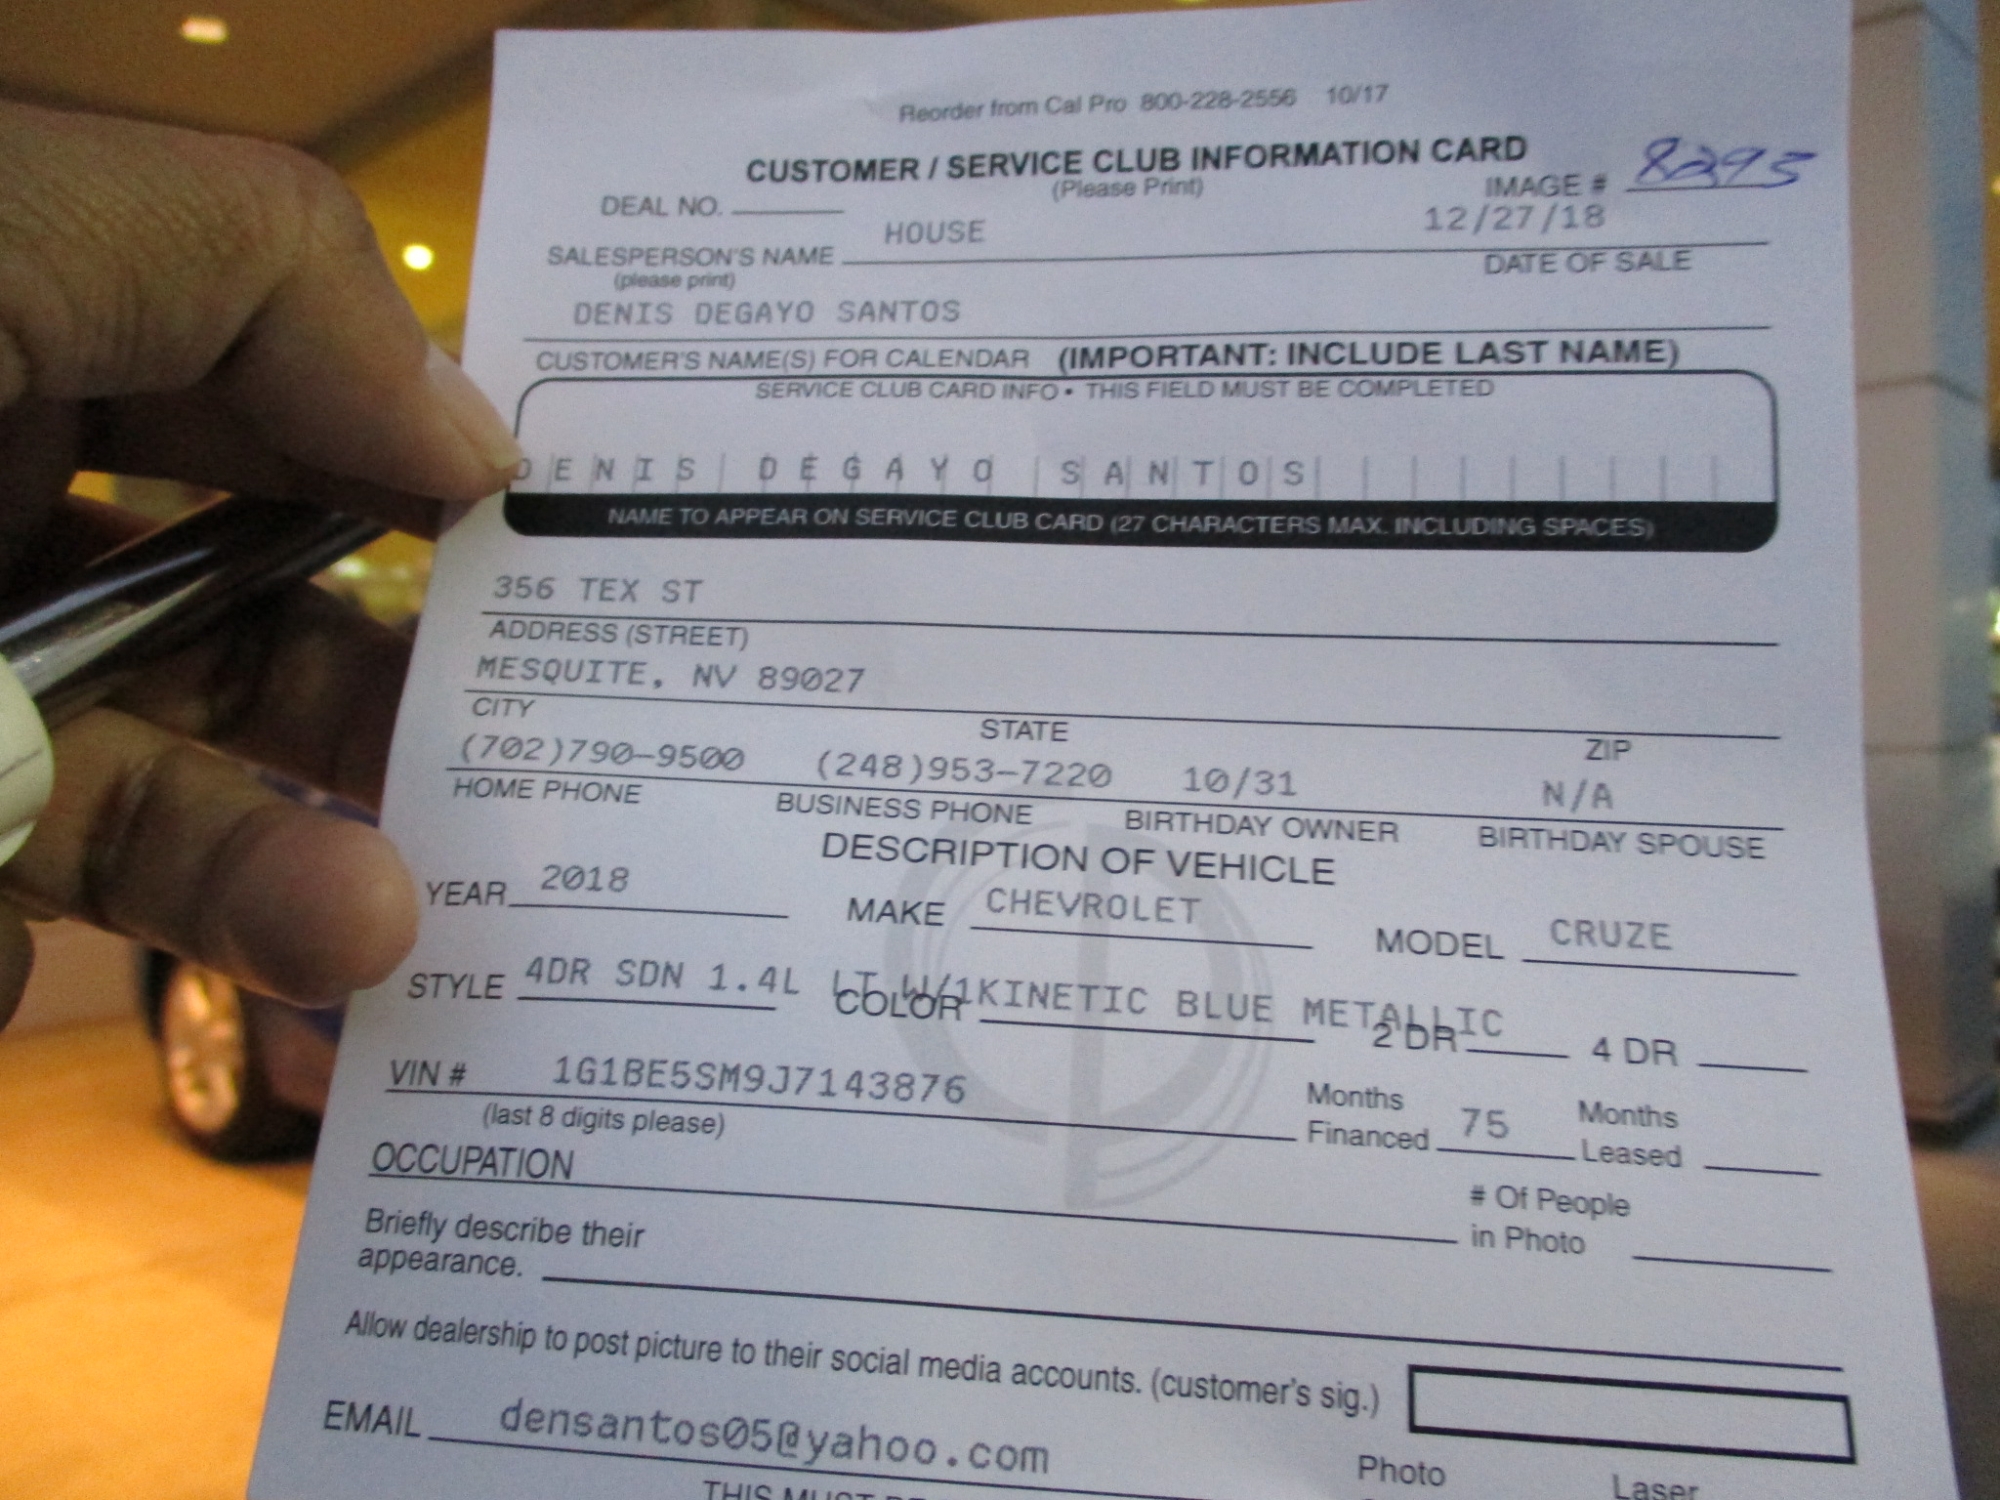 Reorder from Cal Pro 800-228-2556 10/17
CUSTOMER / SERVICE CLUB INFORMATION CARD
(Please Print)
IMAGE # 8295
DEAL NO.
HOUSE 12/27/18
SALESPERSON'S NAME DATE OF SALE
(please print)
DENIS DEGAYO SANTOS
CUSTOMER'S NAME(S) FOR CALENDAR (IMPORTANT: INCLUDE LAST NAME)
SERVICE CLUB CARD INFO • THIS FIELD MUST BE COMPLETED
DENIS DEGAYO SANTOS
NAME TO APPEAR ON SERVICE CLUB CARD (27 CHARACTERS MAX. INCLUDING SPACES)
356 TEX ST
ADDRESS (STREET)
MESQUITE, NV 89027
CITY STATE ZIP
(702)790-9500 (248)953-7220 10/31 N/A
HOME PHONE BUSINESS PHONE BIRTHDAY OWNER BIRTHDAY SPOUSE
DESCRIPTION OF VEHICLE
YEAR 2018 MAKE CHEVROLET MODEL CRUZE
STYLE 4DR SDN 1.4L LT W/1 COLOR KINETIC BLUE METALLIC 2 DR 4 DR
VIN # 1G1BE5SM9J7143876
(last 8 digits please)
Months Financed 75 Months Leased
OCCUPATION
# Of People in Photo
Briefly describe their
appearance.
Allow dealership to post picture to their social media accounts. (customer's sig.)
EMAIL densantos05@yahoo.com
Photo Laser